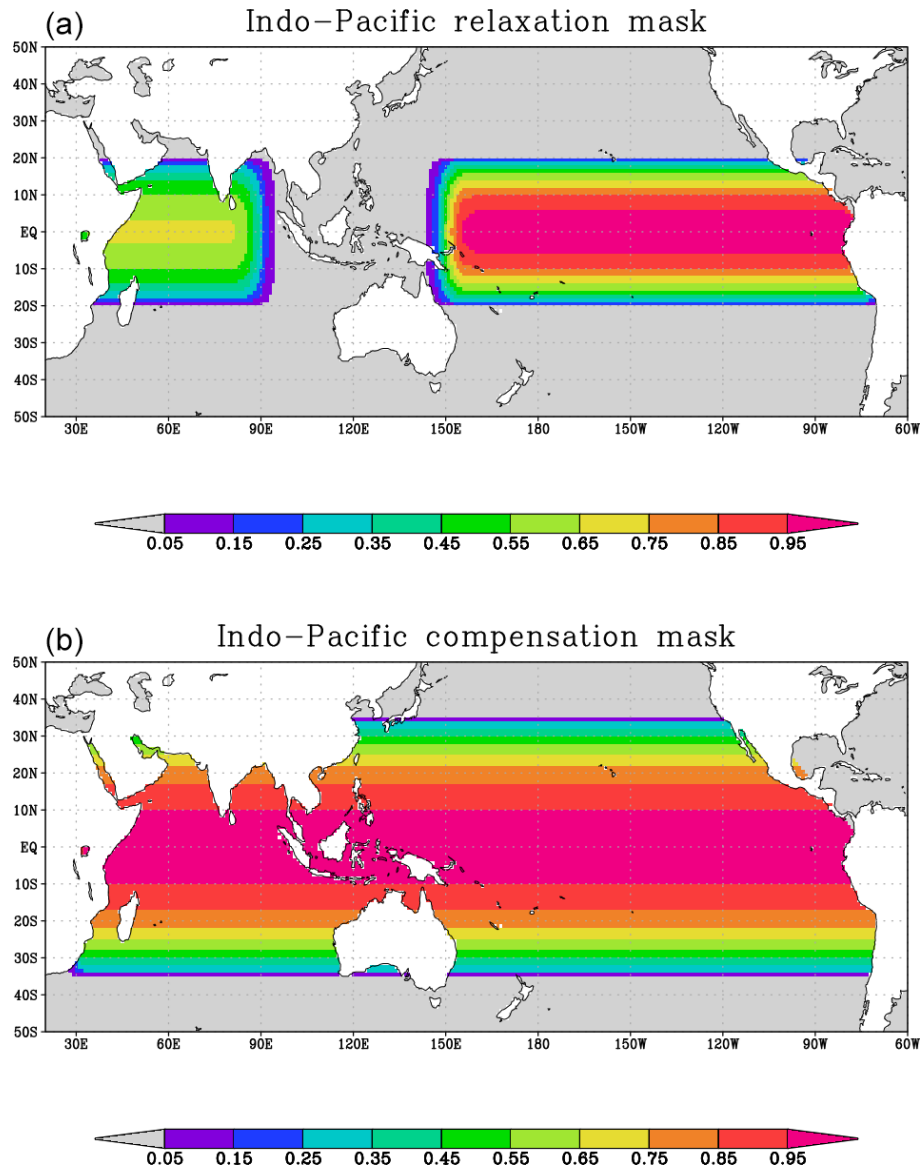 (a) Indo-Pacific relaxation mask
50N
40N
30N
20N
10N
EQ
10S
20S
30S
40S
50S
30E 60E 90E 120E 150E 180 150W 120W 90W 60W
0.05 0.15 0.25 0.35 0.45 0.55 0.65 0.75 0.85 0.95
(b) Indo-Pacific compensation mask
50N
40N
30N
20N
10N
EQ
10S
20S
30S
40S
50S
30E 60E 90E 120E 150E 180 150W 120W 90W 60W
0.05 0.15 0.25 0.35 0.45 0.55 0.65 0.75 0.85 0.95